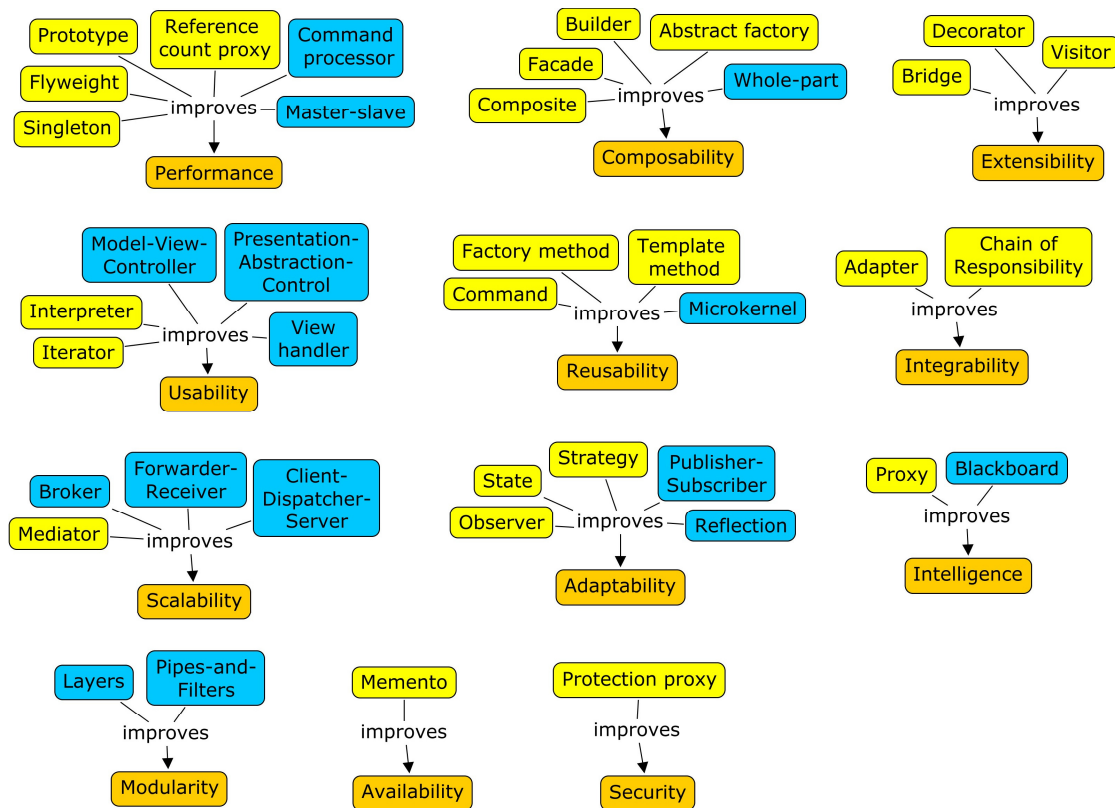 Prototype
Reference
count proxy
Command
processor
Flyweight
improves
Master-slave
Singleton
Performance
Builder
Abstract factory
Facade
Whole-part
improves
Composite
Composability
Decorator
Visitor
Bridge
improves
Extensibility
Model-View-
Controller
Presentation-
Abstraction-
Control
Interpreter
improves
View
handler
Iterator
Usability
Factory method
Template
method
Command
improves
Microkernel
Reusability
Adapter
Chain of
Responsibility
improves
Integrability
Broker
Forwarder-
Receiver
Client-
Dispatcher-
Server
Mediator
improves
Scalability
Strategy
Publisher-
Subscriber
State
Observer
improves
Reflection
Adaptability
Proxy
Blackboard
improves
Intelligence
Layers
Pipes-and-
Filters
improves
Modularity
Memento
improves
Availability
Protection proxy
improves
Security